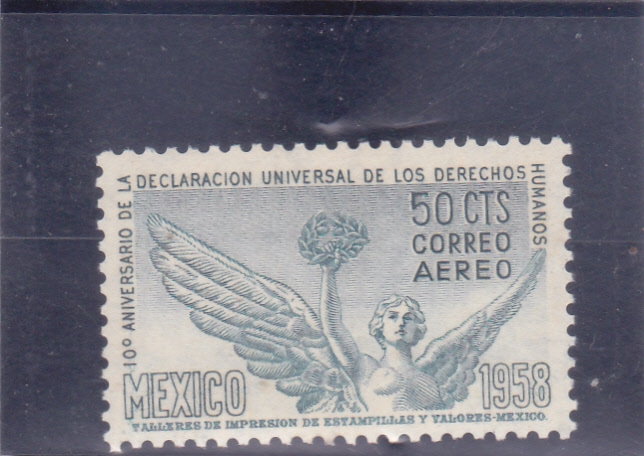 10º ANIVERSARIO DE LA DECLARACION UNIVERSAL DE LOS DERECHOS HUMANOS
50 CTS
CORREO
AEREO
MEXICO 1958
TALLERES DE IMPRESION DE ESTAMPILLAS Y VALORES-MEXICO.